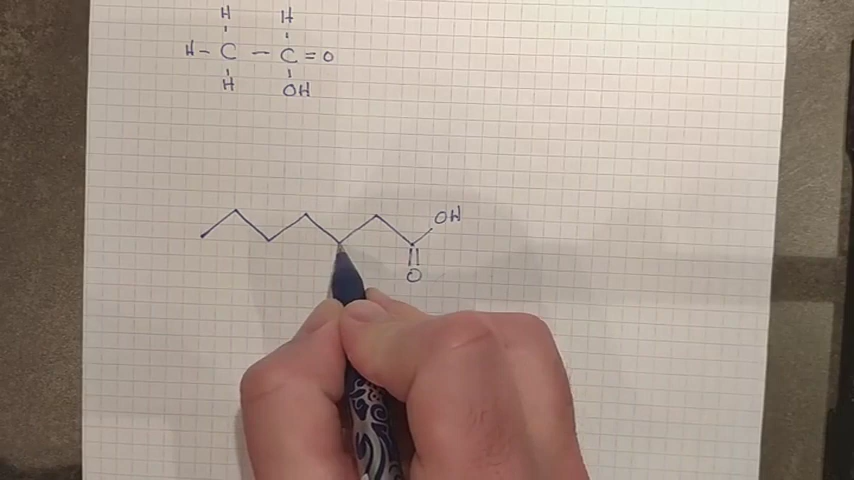 H H
H - C - C = O
H OH
OH
O